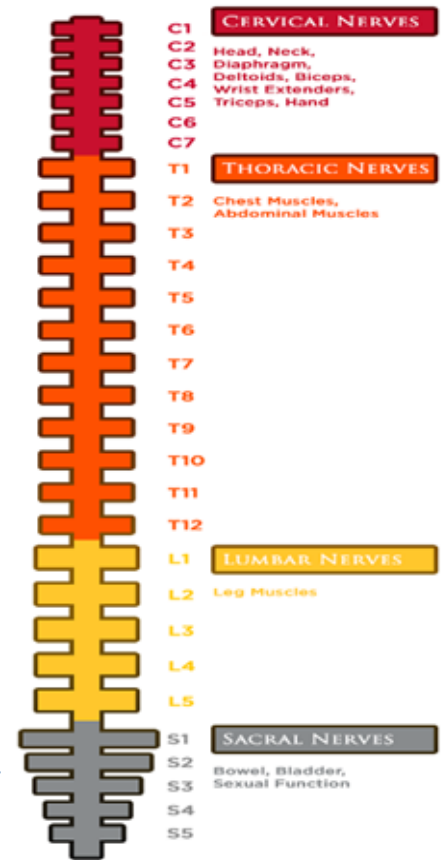 C1
CERVICAL NERVES
C2
Head, Neck,
C3
Diaphragm,
C4
Deltoids, Biceps,
Wrist Extenders,
C5
Triceps, Hand
C6
C7
T1
THORACIC NERVES
T2
Chest Muscles,
Abdominal Muscles
T3
T4
T5
T6
T7
T8
T9
T10
T11
T12
L1
LUMBAR NERVES
L2
Leg Muscles
L3
L4
L5
S1
SACRAL NERVES
S2
Bowel, Bladder,
S3
Sexual Function
S4
S5